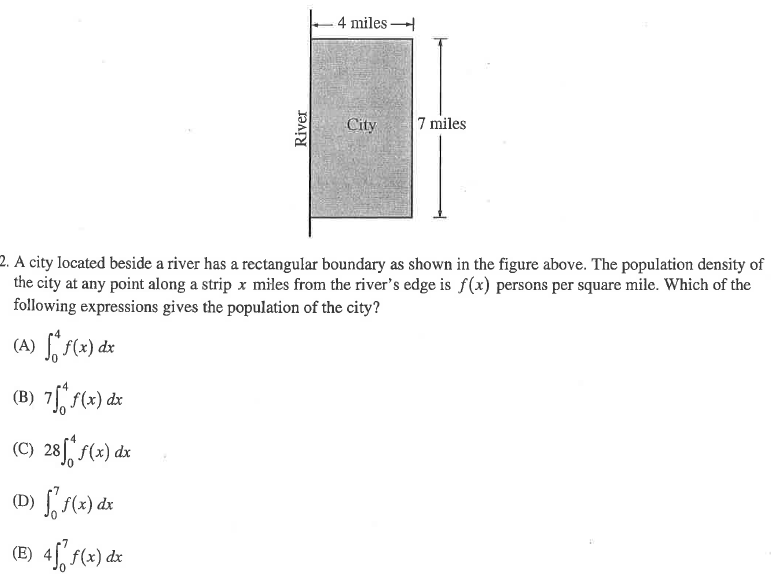 4 miles
River
City
7 miles
2. A city located beside a river has a rectangular boundary as shown in the figure above. The population density of
the city at any point along a strip x miles from the river's edge is f(x) persons per square mile. Which of the
following expressions gives the population of the city?
(A) ∫₀⁴ f(x) dx
(B) 7∫₀⁴ f(x) dx
(C) 28∫₀⁴ f(x) dx
(D) ∫₀⁷ f(x) dx
(E) 4∫₀⁷ f(x) dx